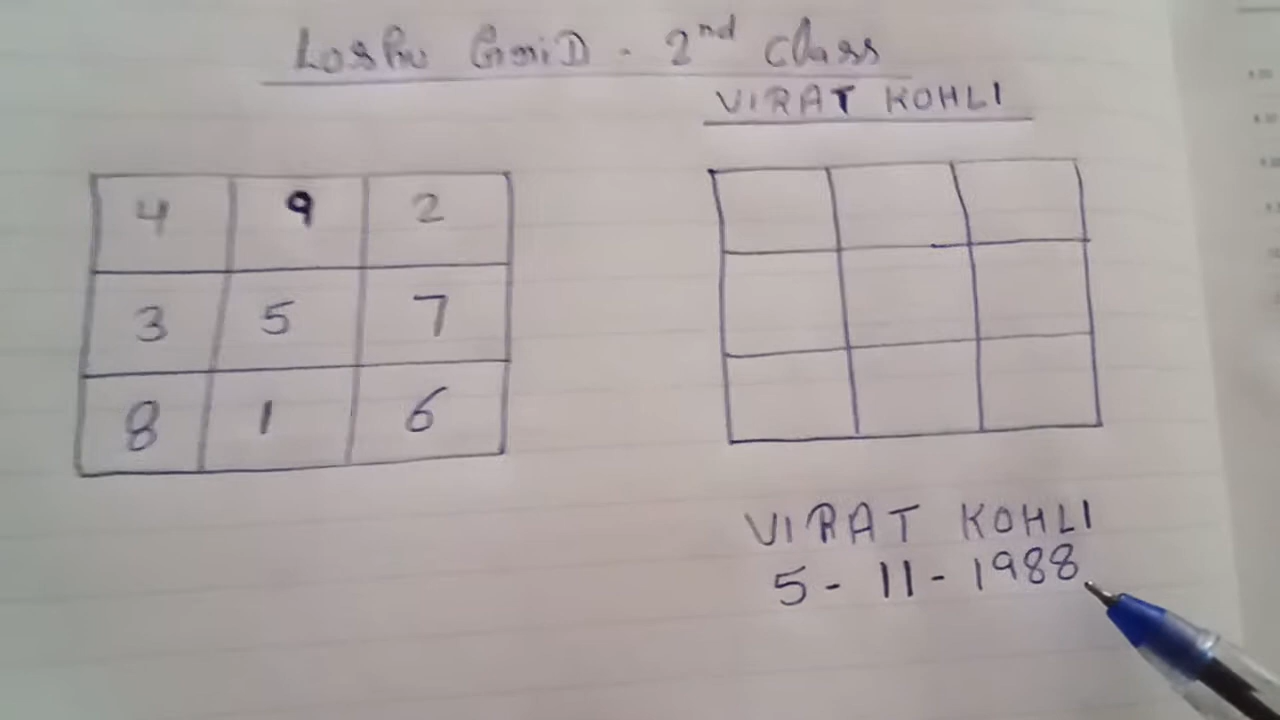 Loshu GriD - 2nd Class
VIRAT KOHLI
4 9 2
3 5 7
8 1 6
VIRAT KOHLI
5 - 11 - 1988